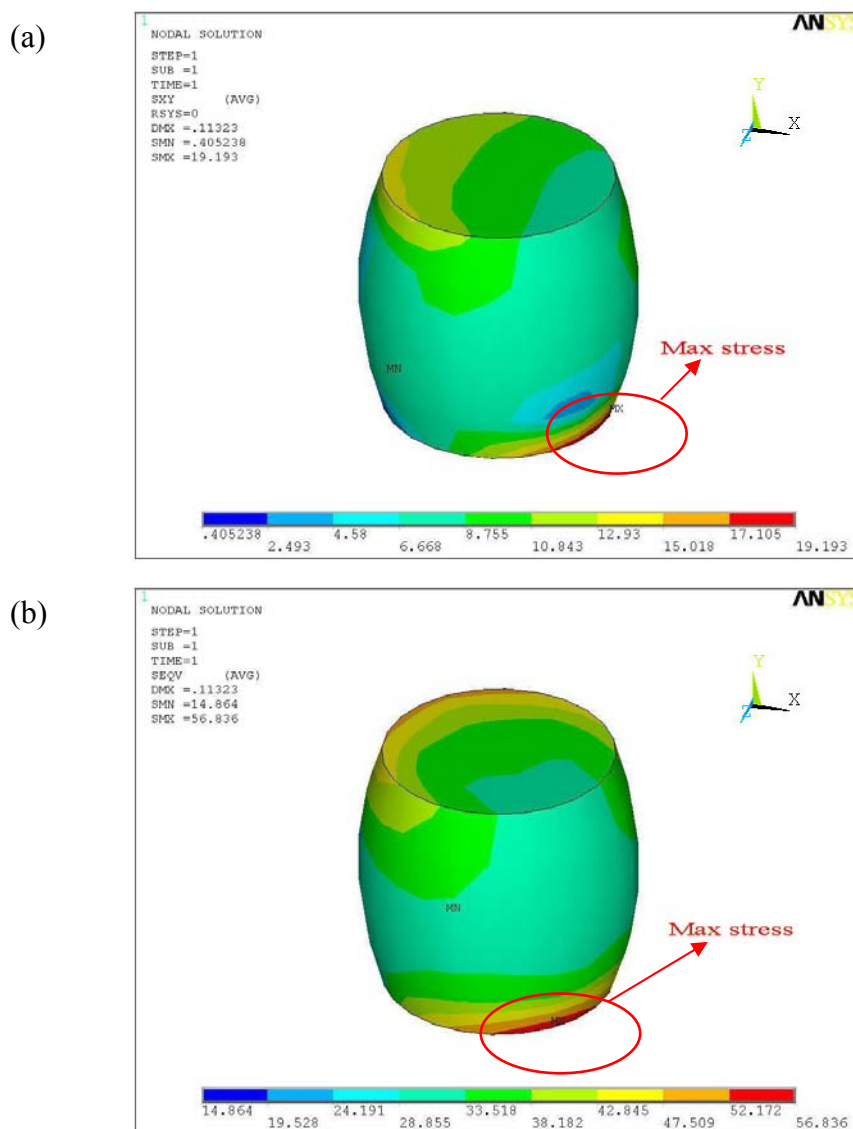 (a)
1
NODAL SOLUTION
ANSYS
STEP=1
SUB =1
TIME=1
SXY (AVG)
RSYS=0
DMX =.11323
SMN =.405238
SMX =19.193
Y
X
Z
Max stress
MN
MX
.405238 4.58 8.755 12.93 17.105
2.493 6.668 10.843 15.018 19.193
(b)
1
NODAL SOLUTION
ANSYS
STEP=1
SUB =1
TIME=1
SEQV (AVG)
DMX =.11323
SMN =14.864
SMX =56.836
Y
X
Z
MN
Max stress
MX
14.864 24.191 33.518 42.845 52.172
19.528 28.855 38.182 47.509 56.836